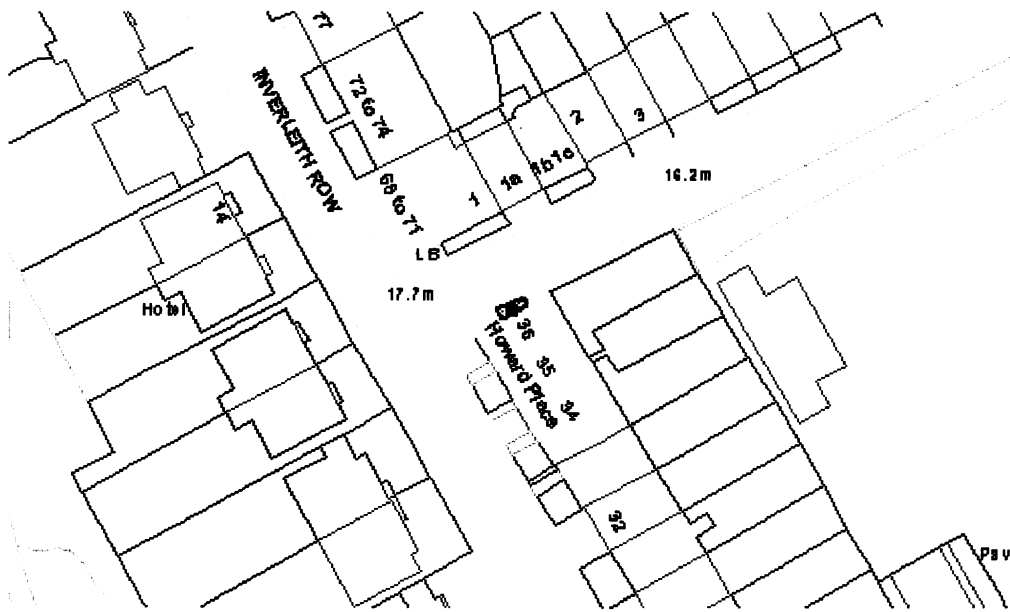 77
INVERLEITH ROW
72 to 74
68 to 71
1
1a
1b
1c
2
3
16.2m
14
LB
17.7m
Hotel
36
35
34
Howard Place
32
Pav